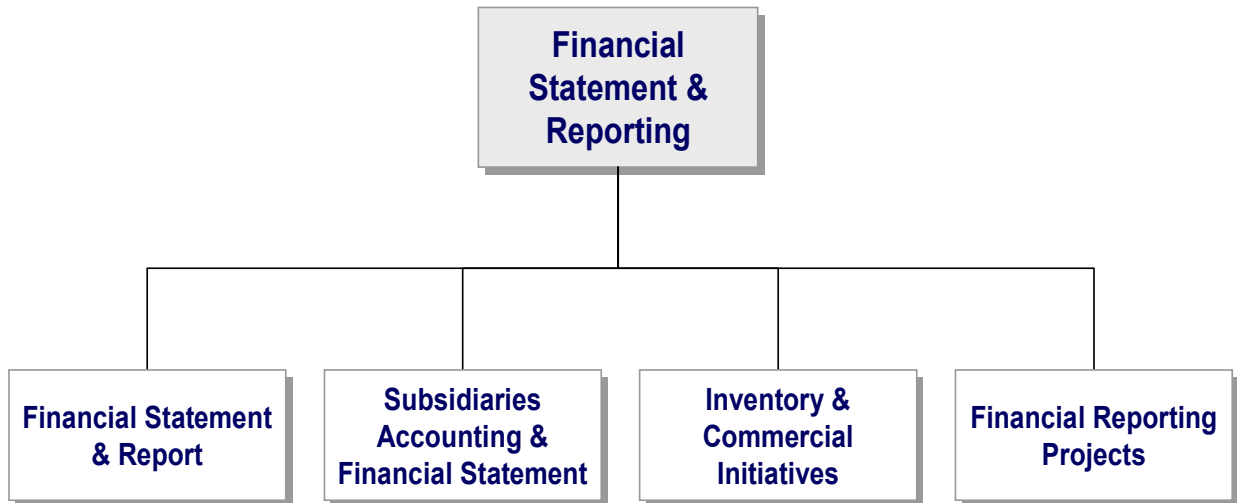 Financial
Statement &
Reporting
Financial Statement
& Report
Subsidiaries
Accounting &
Financial Statement
Inventory &
Commercial
Initiatives
Financial Reporting
Projects